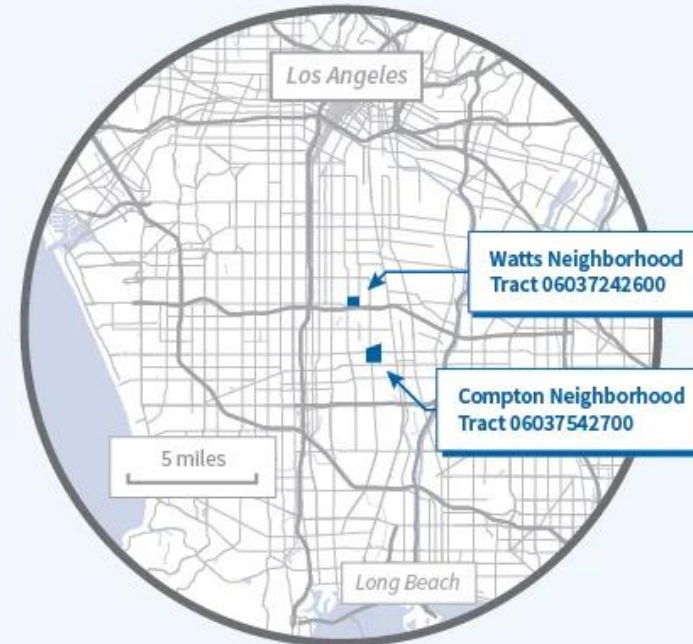 Los Angeles
Watts Neighborhood
Tract 06037242600
Compton Neighborhood
Tract 06037542700
5 miles
Long Beach